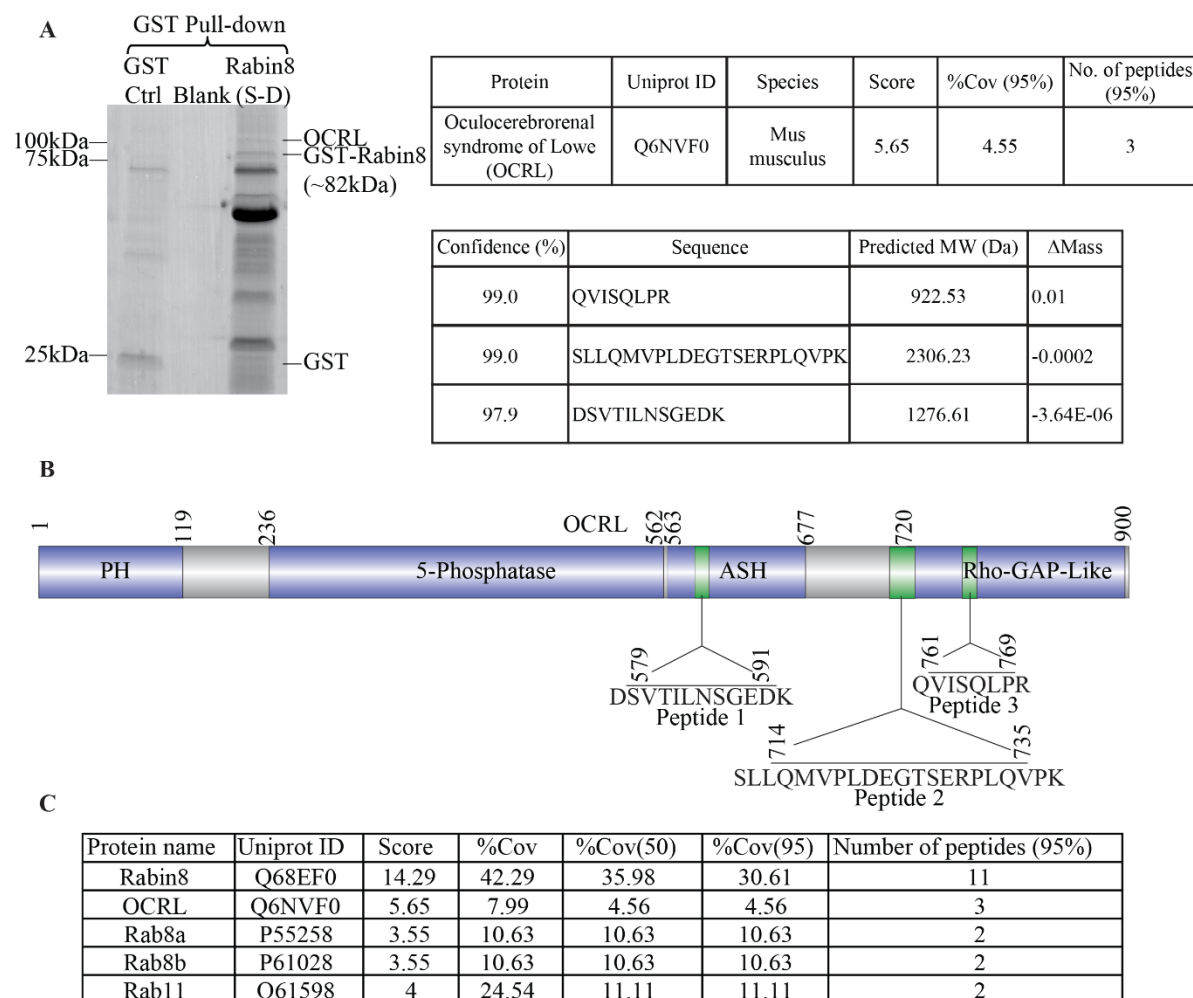 A
GST Pull-down
GST Rabin8
Ctrl Blank (S-D)
100kDa
75kDa
25kDa
OCRL
GST-Rabin8
(~82kDa)
GST
Protein Uniprot ID Species Score %Cov (95%) No. of peptides (95%)
Oculocerebrorenal syndrome of Lowe (OCRL) Q6NVF0 Mus musculus 5.65 4.55 3
Confidence (%) Sequence Predicted MW (Da) ΔMass
99.0 QVISQLPR 922.53 0.01
99.0 SLLQMVPLDEGTSERPLQVPK 2306.23 -0.0002
97.9 DSVTILNSGEDK 1276.61 -3.64E-06
B
1 119 236 OCRL 562 563 677 720 900
PH 5-Phosphatase ASH Rho-GAP-Like
579 591
DSVTILNSGEDK
Peptide 1
761 769
QVISQLPR
Peptide 3
714 735
SLLQMVPLDEGTSERPLQVPK
Peptide 2
C
Protein name Uniprot ID Score %Cov %Cov(50) %Cov(95) Number of peptides (95%)
Rabin8 Q68EF0 14.29 42.29 35.98 30.61 11
OCRL Q6NVF0 5.65 7.99 4.56 4.56 3
Rab8a P55258 3.55 10.63 10.63 10.63 2
Rab8b P61028 3.55 10.63 10.63 10.63 2
Rab11 Q61598 4 24.54 11.11 11.11 2